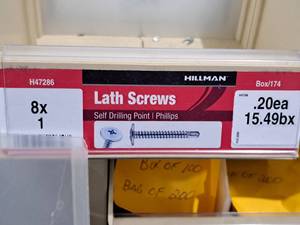 HILLMAN
H47286
Box/174
8x
1
Lath Screws
Self Drilling Point | Phillips
.20ea
15.49bx
BOX OF 100
BAG OF 200
200